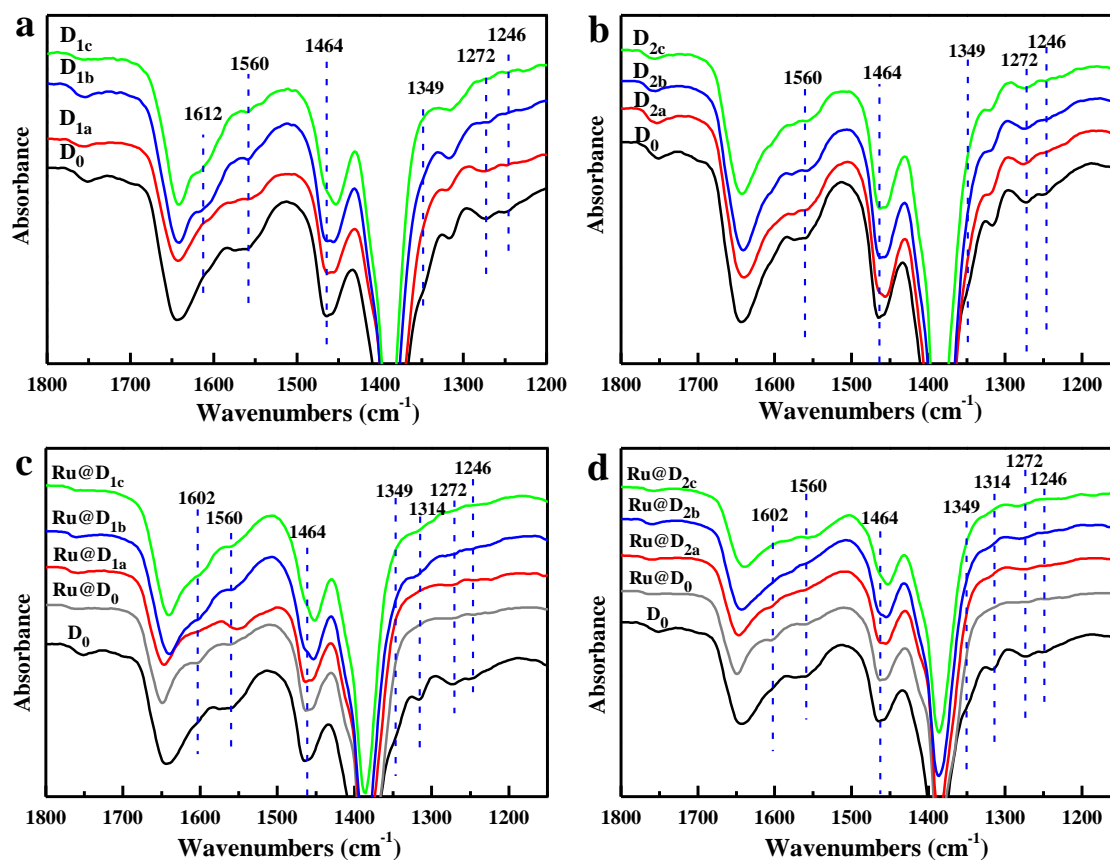 a
D1c
D1b
D1a
D0
1612
1560
1464
1349
1272
1246
Absorbance
1800 1700 1600 1500 1400 1300 1200
Wavenumbers (cm-1)
b
D2c
D2b
D2a
D0
1560
1464
1349
1272
1246
Absorbance
1800 1700 1600 1500 1400 1300 1200
Wavenumbers (cm-1)
c
Ru@D1c
Ru@D1b
Ru@D1a
Ru@D0
D0
1602
1560
1464
1349
1314
1272
1246
Absorbance
1800 1700 1600 1500 1400 1300 1200
Wavenumbers (cm-1)
d
Ru@D2c
Ru@D2b
Ru@D2a
Ru@D0
D0
1602
1560
1464
1349
1314
1272
1246
Absorbance
1800 1700 1600 1500 1400 1300 1200
Wavenumbers (cm-1)